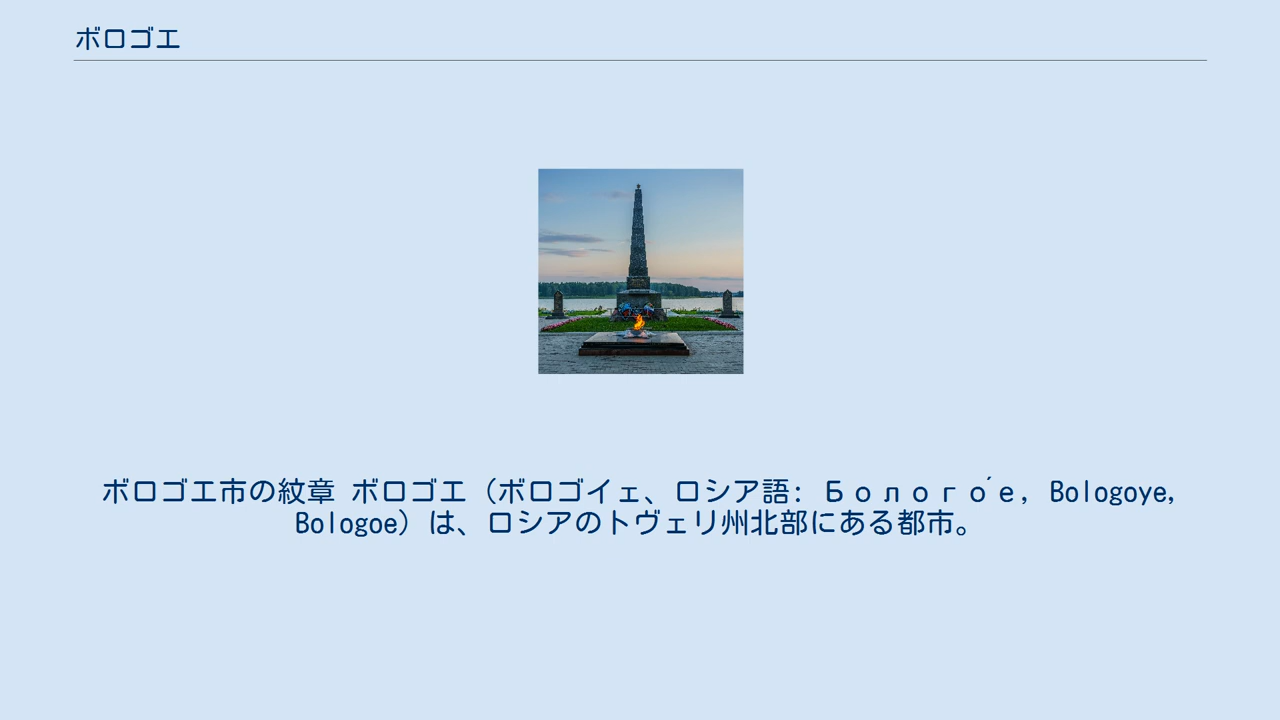 ボロゴエ
ボロゴエ市の紋章 ボロゴエ（ボロゴイェ、ロシア語: Болого́е, Bologoye,
Bologoe）は、ロシアのトヴェリ州北部にある都市。